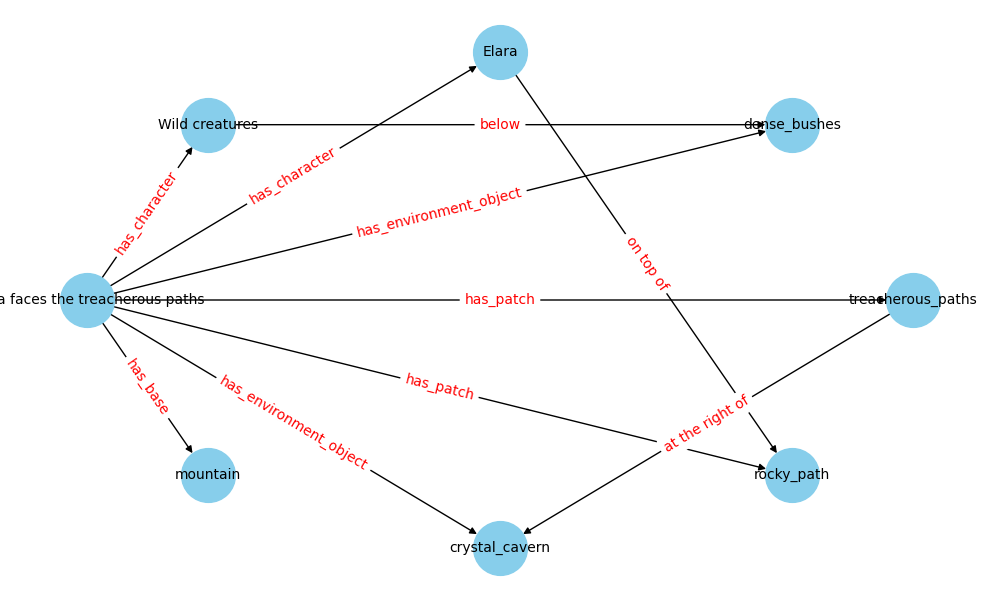 Elara
Wild creatures
below
dense_bushes
has_character
has_character
has_environment_object
on top of
a faces the treacherous paths
has_patch
treacherous_paths
has_base
has_patch
has_environment_object
at the right of
mountain
rocky_path
crystal_cavern